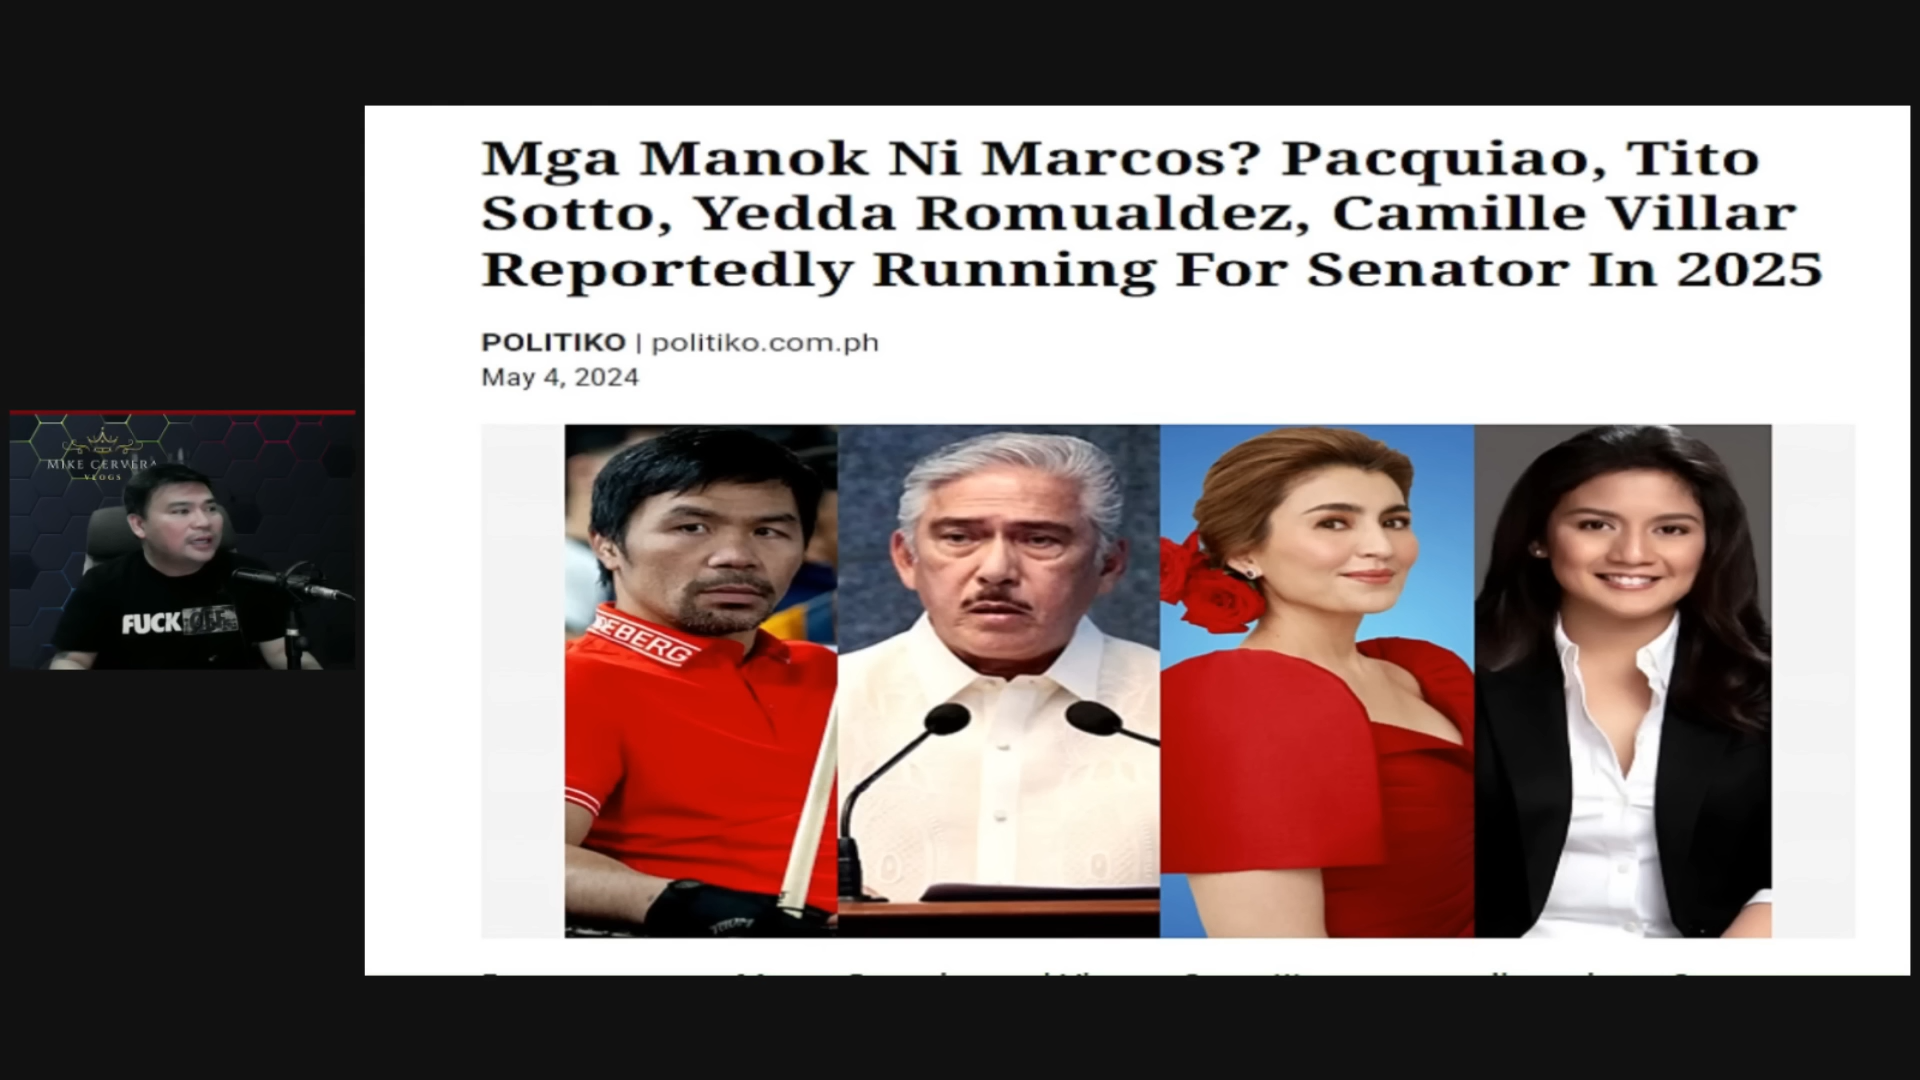 Mga Manok Ni Marcos? Pacquiao, Tito
Sotto, Yedda Romualdez, Camille Villar
Reportedly Running For Senator In 2025
POLITIKO | politiko.com.ph
May 4, 2024
MIKE CERVERA
VLOGS
FUCK